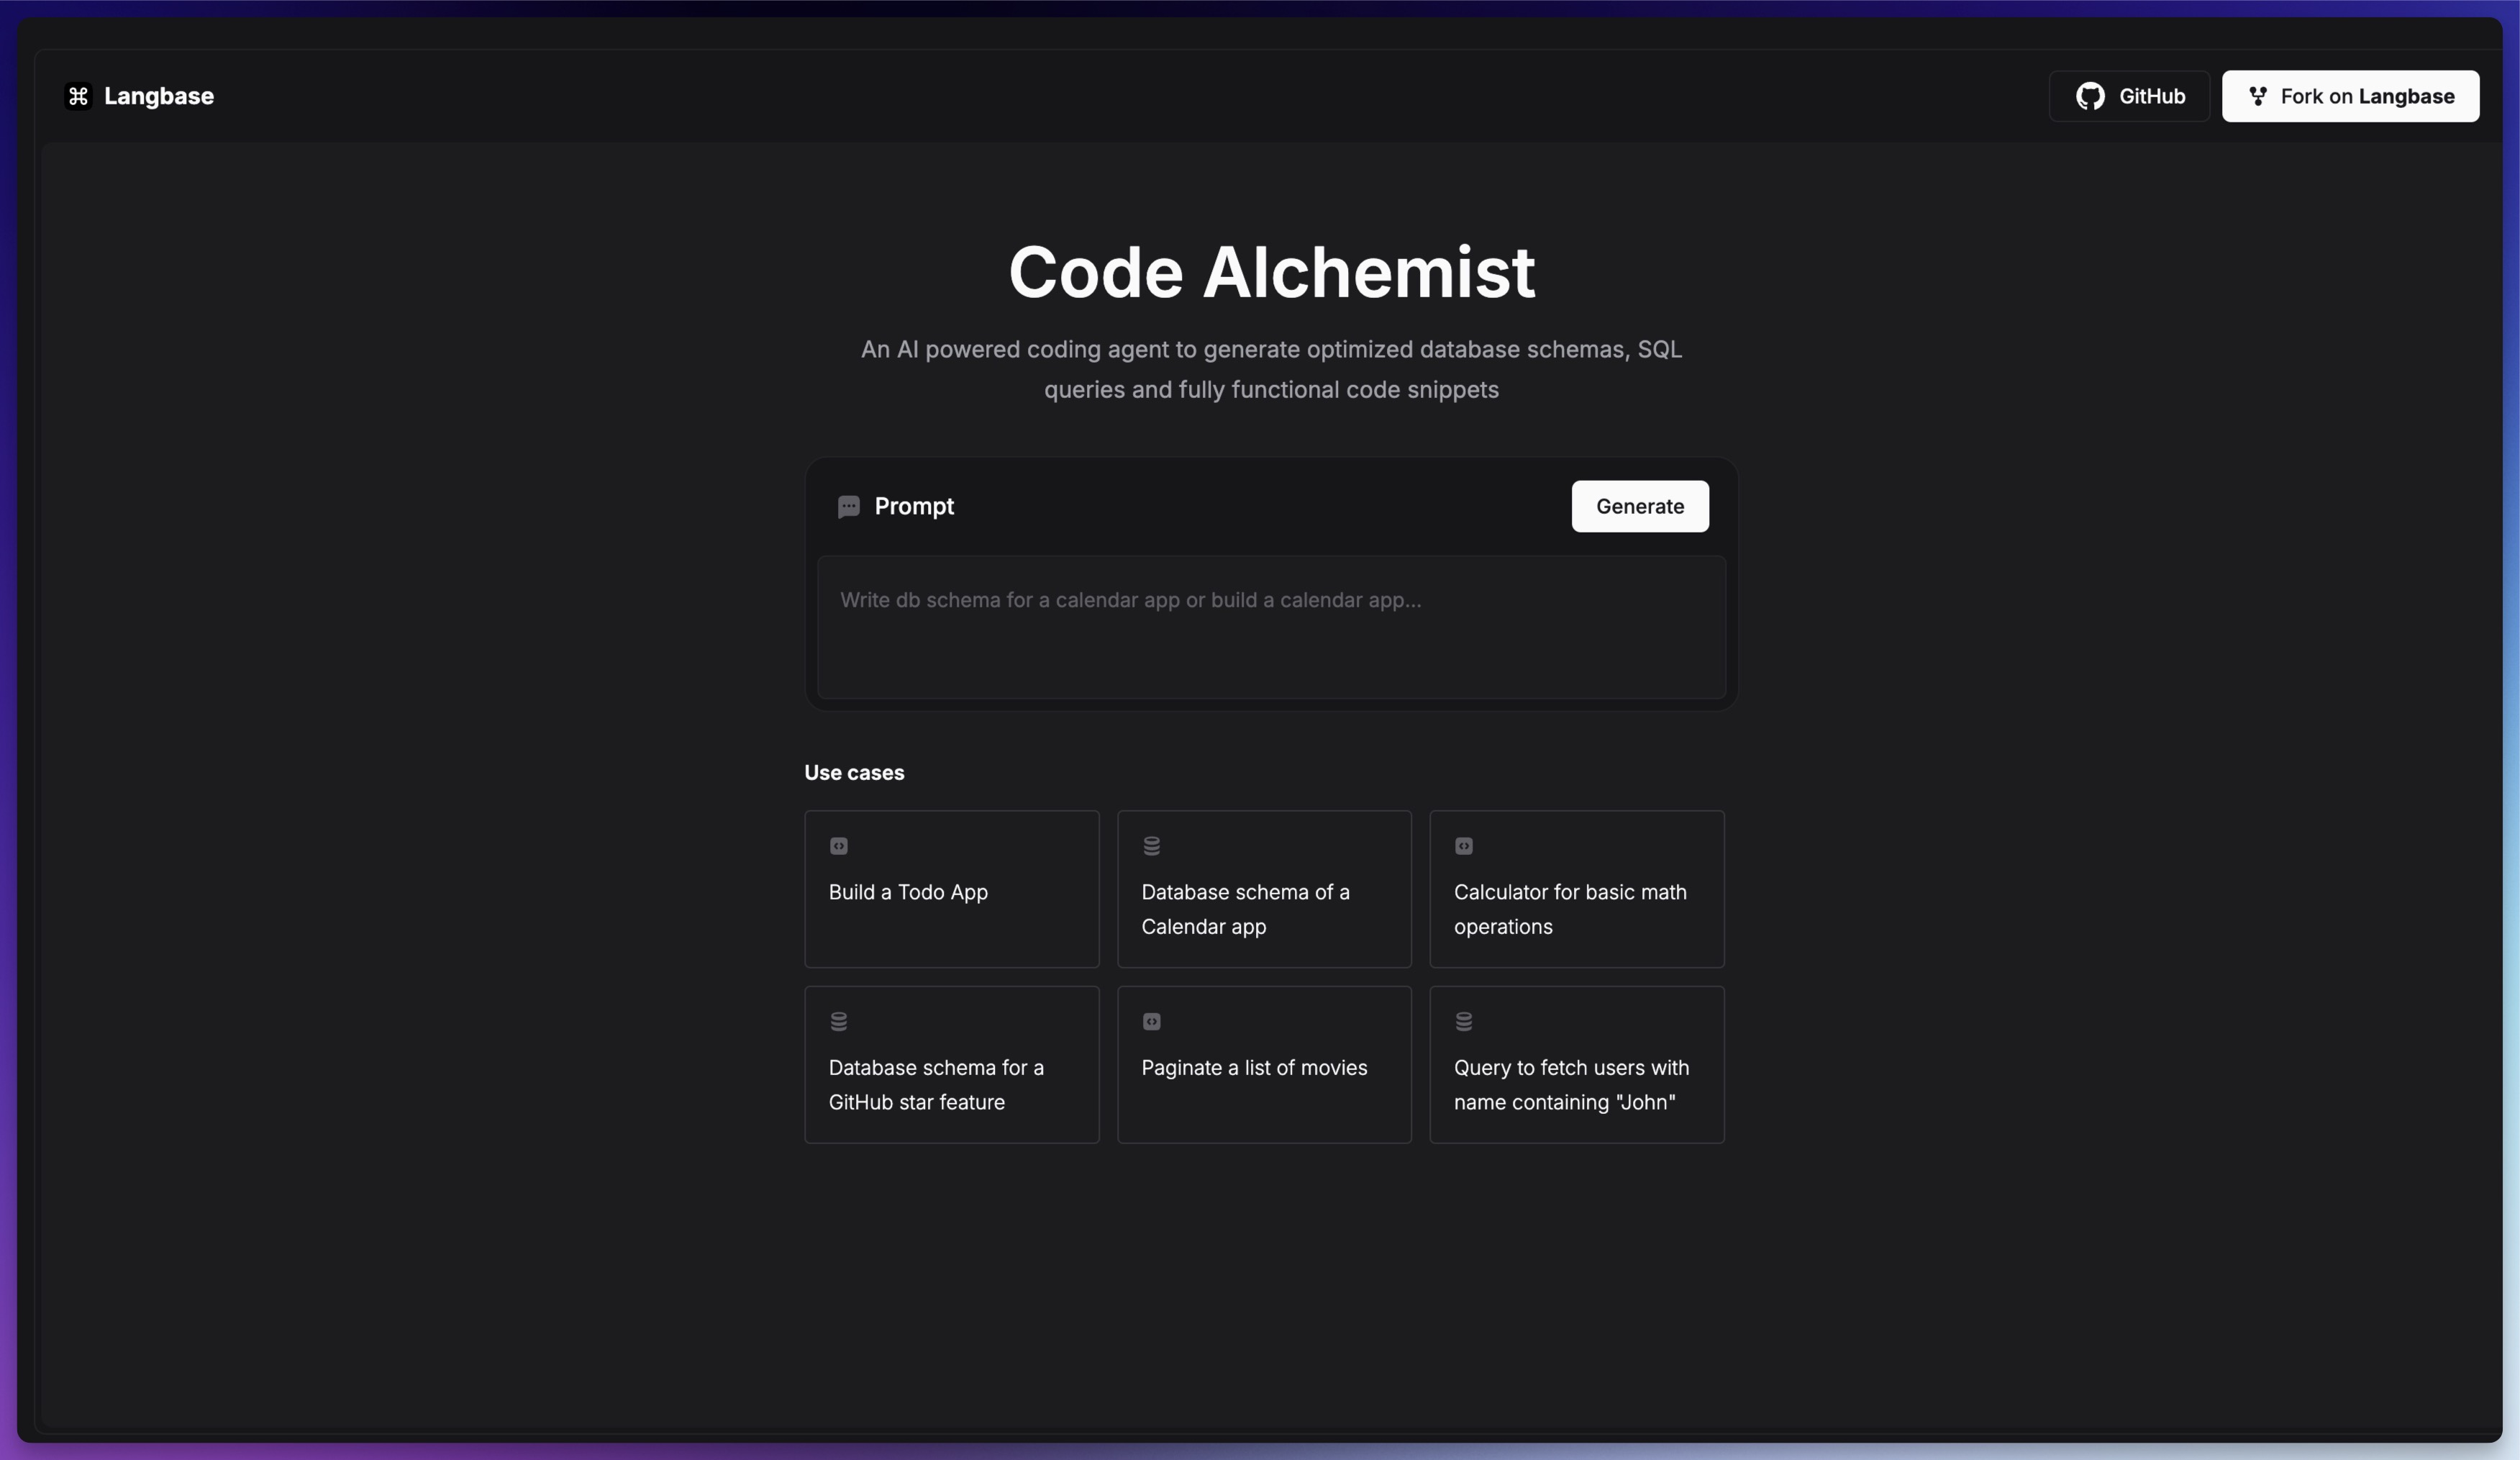 Langbase
GitHub
Fork on Langbase
Code Alchemist
An AI powered coding agent to generate optimized database schemas, SQL
queries and fully functional code snippets
Prompt
Generate
Write db schema for a calendar app or build a calendar app...
Use cases
Build a Todo App
Database schema of a
Calendar app
Calculator for basic math
operations
Database schema for a
GitHub star feature
Paginate a list of movies
Query to fetch users with
name containing "John"